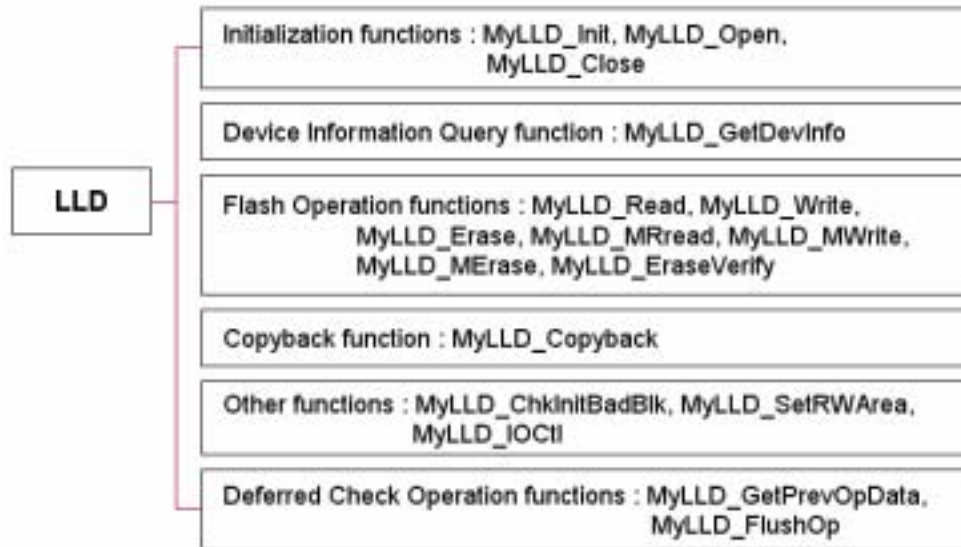 Initialization functions : MyLLD_Init, MyLLD_Open,
MyLLD_Close
Device Information Query function : MyLLD_GetDevInfo
LLD
Flash Operation functions : MyLLD_Read, MyLLD_Write,
MyLLD_Erase, MyLLD_MRread, MyLLD_MWrite,
MyLLD_MErase, MyLLD_EraseVerify
Copyback function : MyLLD_Copyback
Other functions : MyLLD_ChkInitBadBlk, MyLLD_SetRWArea,
MyLLD_IOCtl
Deferred Check Operation functions : MyLLD_GetPrevOpData,
MyLLD_FlushOp